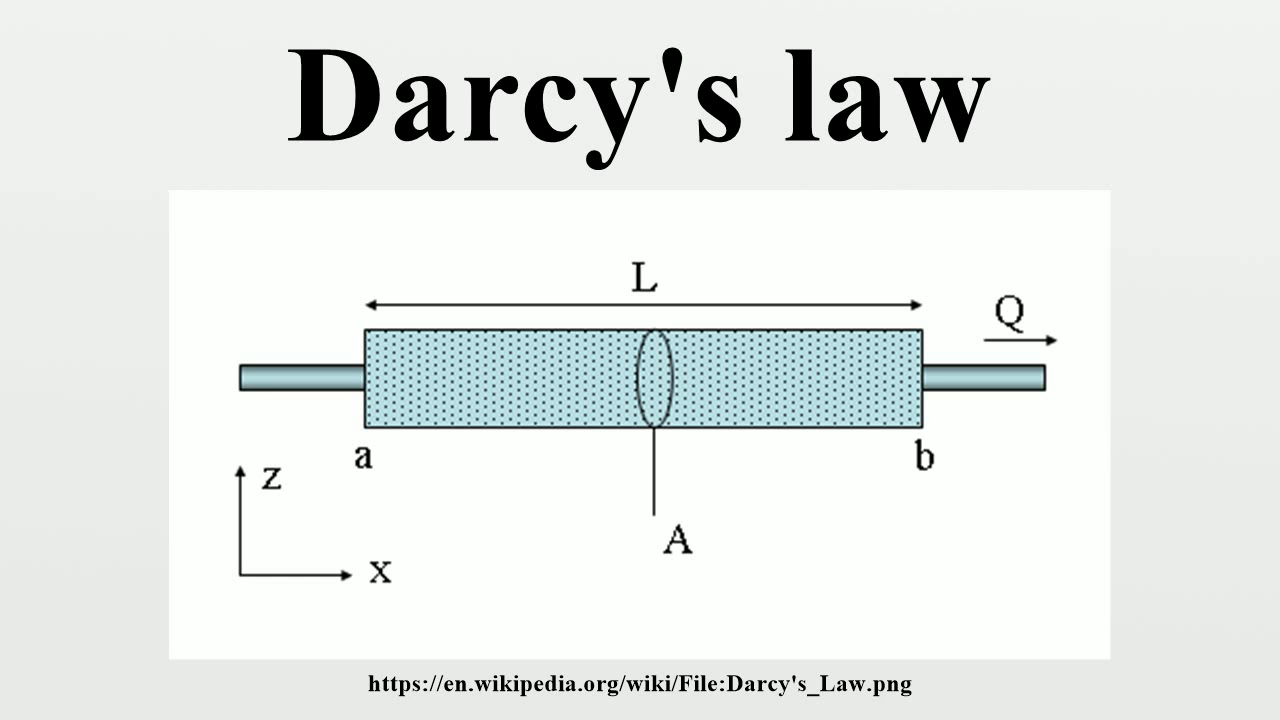 Darcy's law
L
Q
a
b
z
A
x
https://en.wikipedia.org/wiki/File:Darcy's_Law.png